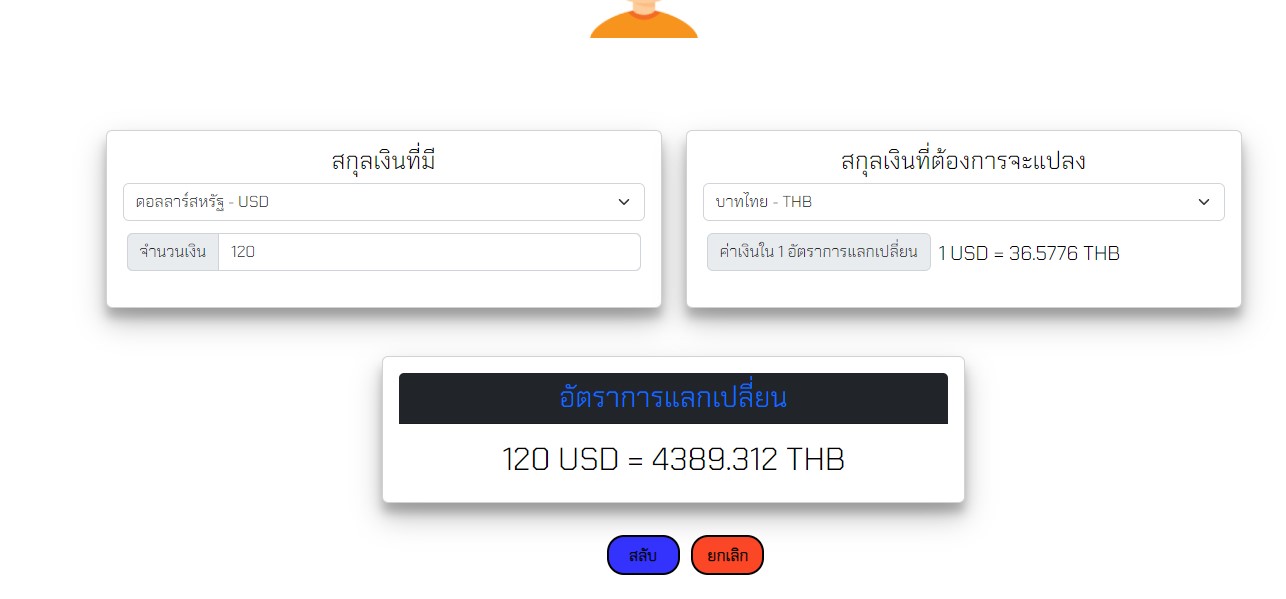 สกุลเงินที่มี
ดอลลาร์สหรัฐ - USD
จำนวนเงิน 120
สกุลเงินที่ต้องการจะแปลง
บาทไทย - THB
ค่าเงินใน 1 อัตราการแลกเปลี่ยน 1 USD = 36.5776 THB
อัตราการแลกเปลี่ยน
120 USD = 4389.312 THB
สลับ ยกเลิก